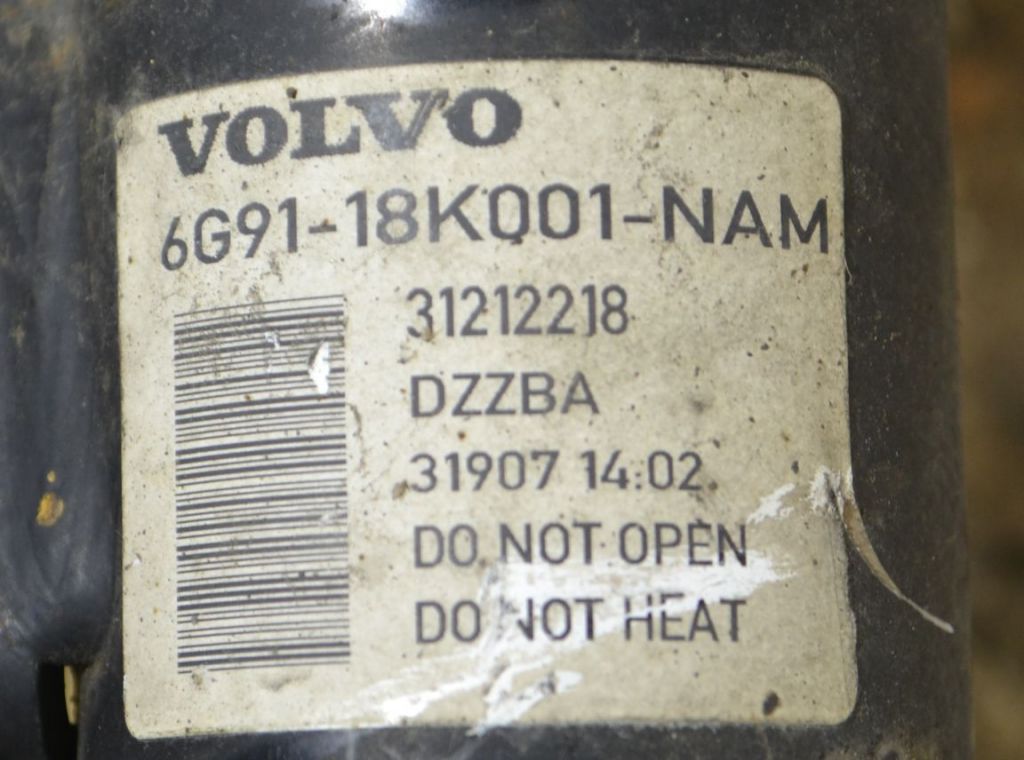 VOLVO
6G91-18K001-NAM
31212218
DZZBA
31907 14:02
DO NOT OPEN
DO NOT HEAT